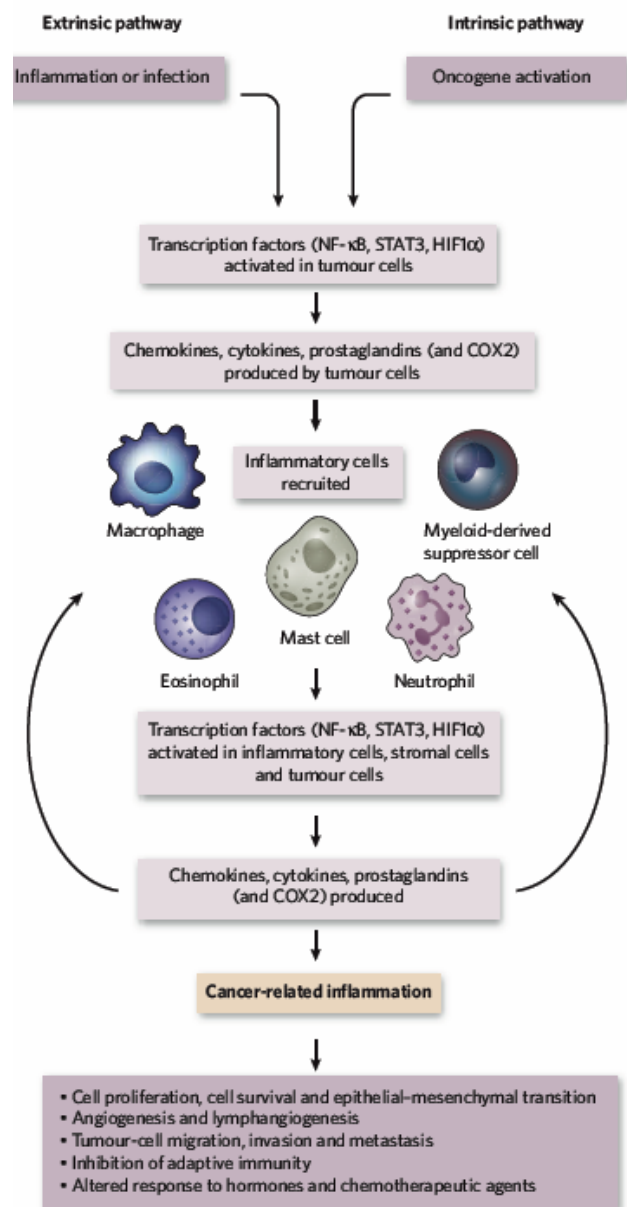 Extrinsic pathway
Intrinsic pathway
Inflammation or infection
Oncogene activation
Transcription factors (NF-κB, STAT3, HIF1α)
activated in tumour cells
Chemokines, cytokines, prostaglandins (and COX2)
produced by tumour cells
Inflammatory cells
recruited
Macrophage
Myeloid-derived
suppressor cell
Mast cell
Eosinophil
Neutrophil
Transcription factors (NF-κB, STAT3, HIF1α)
activated in inflammatory cells, stromal cells
and tumour cells
Chemokines, cytokines, prostaglandins
(and COX2) produced
Cancer-related inflammation
▪ Cell proliferation, cell survival and epithelial–mesenchymal transition
▪ Angiogenesis and lymphangiogenesis
▪ Tumour-cell migration, invasion and metastasis
▪ Inhibition of adaptive immunity
▪ Altered response to hormones and chemotherapeutic agents